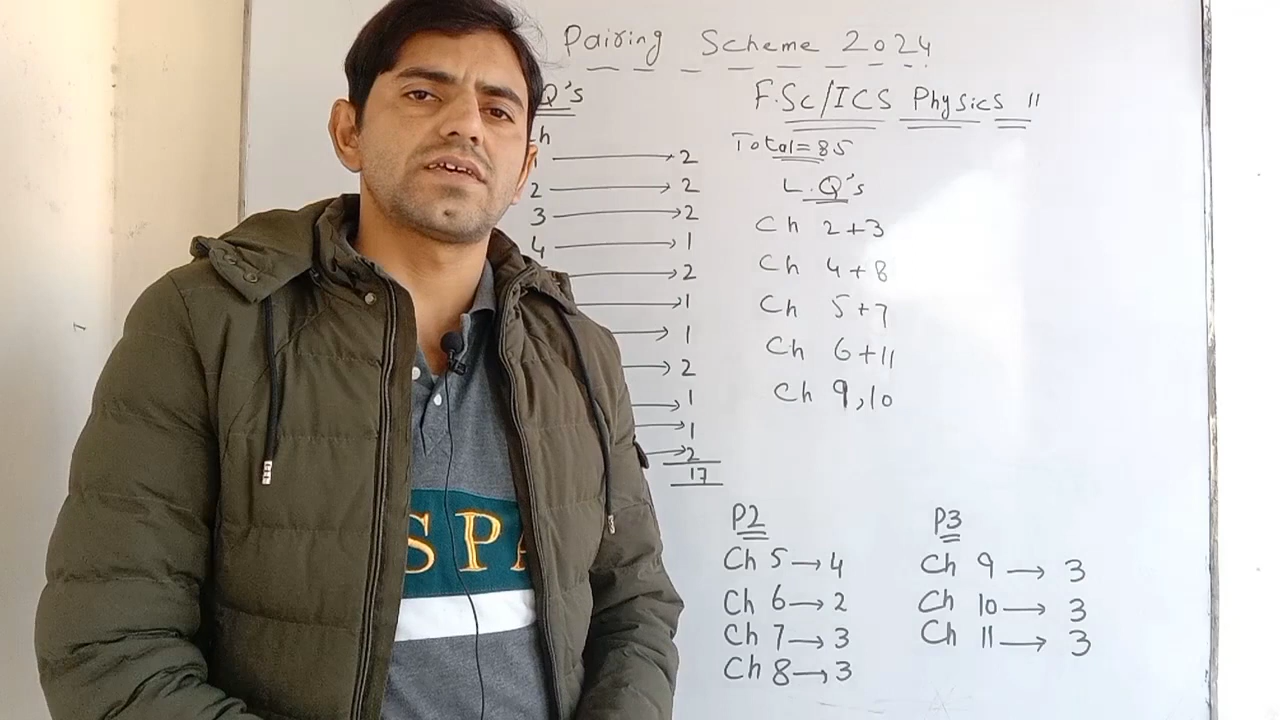 Pairing Scheme 2024
Q's
F.Sc/ICS Physics II
Total=85
h
→ 2
2 → 2
3 → 2
4 → 1
→ 2
→ 1
→ 1
→ 2
→ 1
→ 1
→ 2
17
L.Q's
Ch 2+3
Ch 4+8
Ch 5+7
Ch 6+11
Ch 9,10
P2
Ch 5→4
Ch 6→2
Ch 7→3
Ch 8→3
P3
Ch 9→3
Ch 10→3
Ch 11→3
SPA